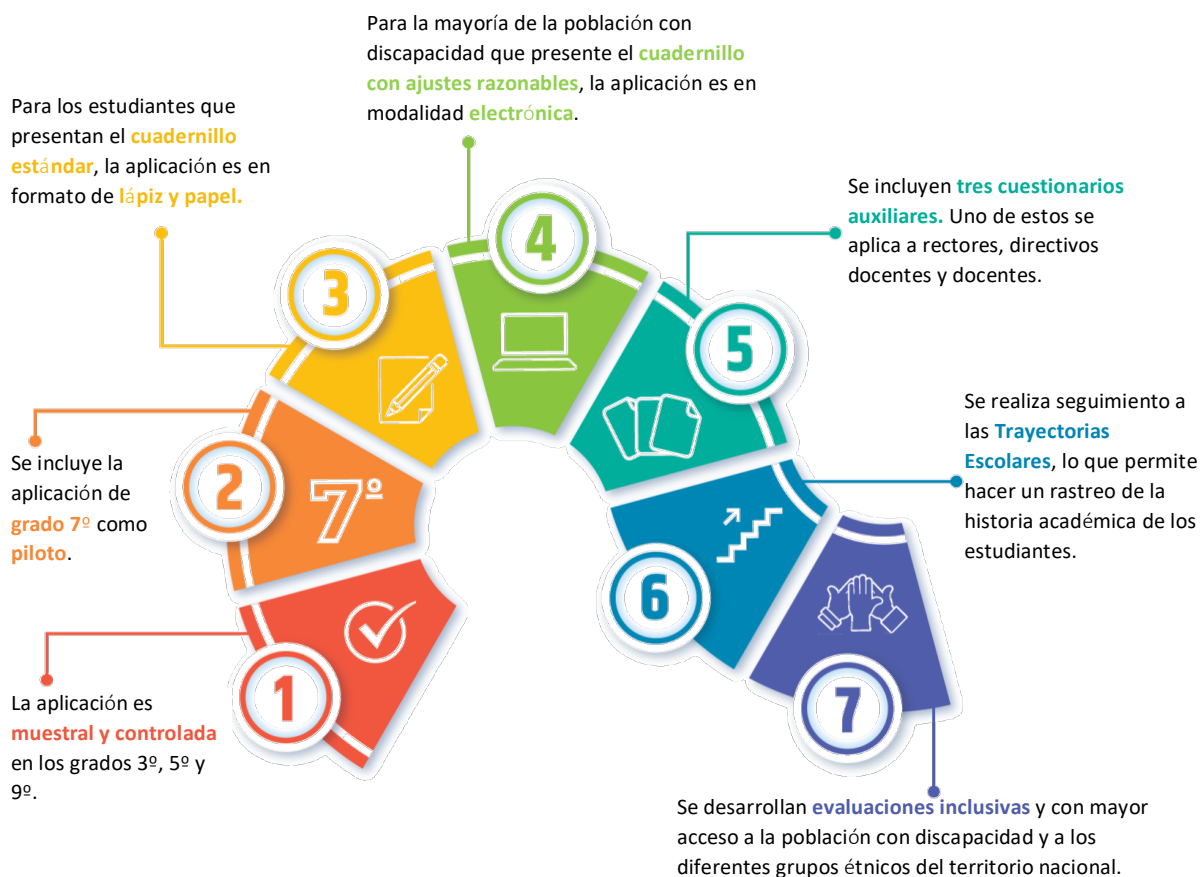 La aplicación es
muestral y controlada
en los grados 3º, 5º y
9º.
1
Se incluye la
aplicación de
grado 7º como
piloto.
2
7º
Para los estudiantes que
presentan el cuadernillo
estándar, la aplicación es en
formato de lápiz y papel.
3
Para la mayoría de la población con
discapacidad que presente el cuadernillo
con ajustes razonables, la aplicación es en
modalidad electrónica.
4
Se incluyen tres cuestionarios
auxiliares. Uno de estos se
aplica a rectores, directivos
docentes y docentes.
5
Se realiza seguimiento a
las Trayectorias
Escolares, lo que permite
hacer un rastreo de la
historia académica de los
estudiantes.
6
7
Se desarrollan evaluaciones inclusivas y con mayor
acceso a la población con discapacidad y a los
diferentes grupos étnicos del territorio nacional.